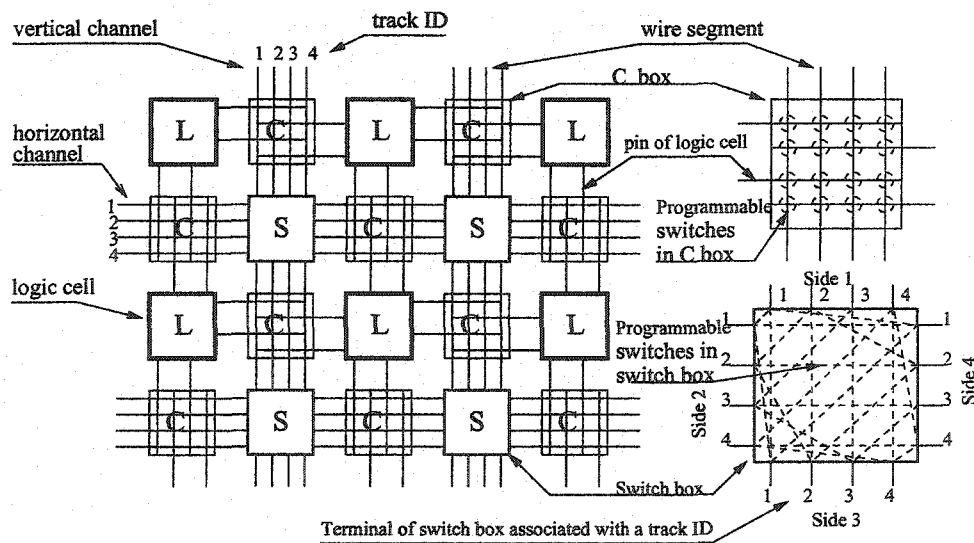 track ID
vertical channel
1 2 3 4
wire segment
C box
L C L C L
horizontal channel
pin of logic cell
1
2
3
4
C S C S C
Programmable switches in C box
logic cell
L C L C L
Side 1
1 2 3 4
Programmable switches in switch box
1
2
3
4
Side 2
1
2
3
4
Side 4
C S C S C
1 2 3 4
Side 3
Switch box
Terminal of switch box associated with a track ID